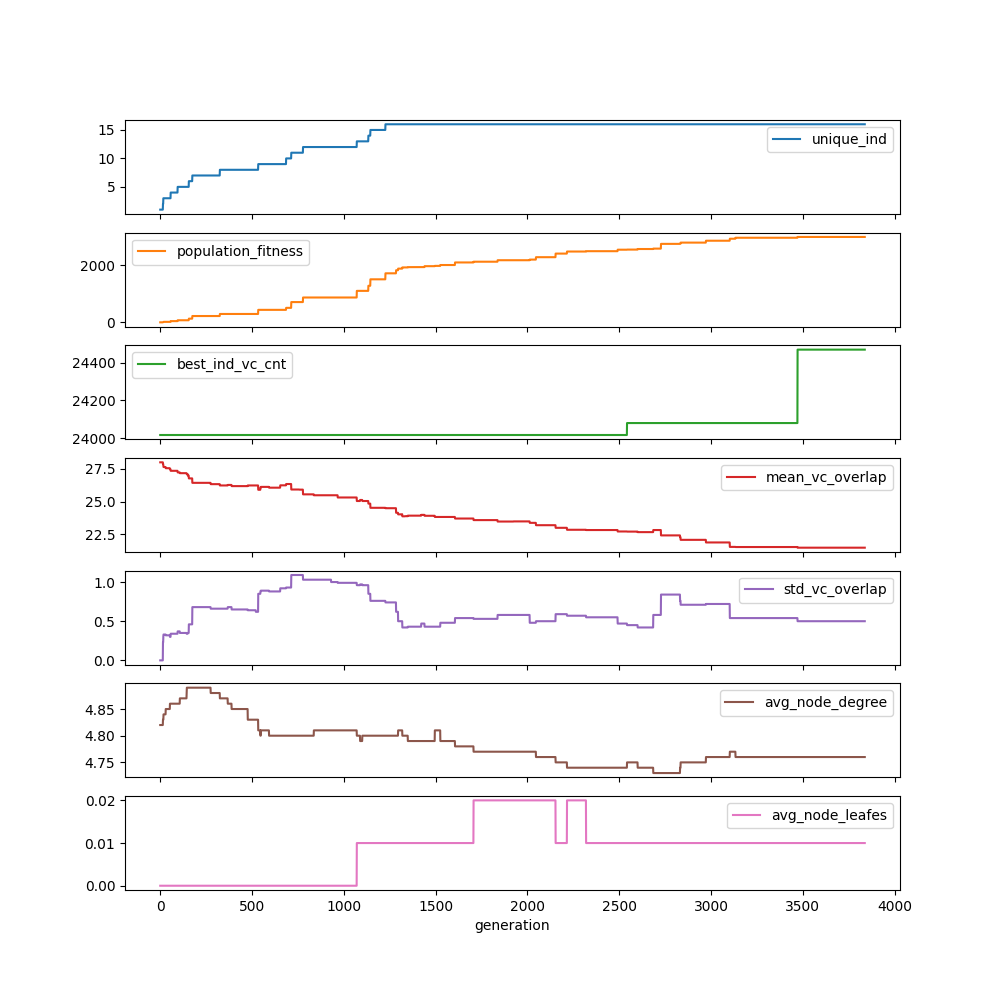 15
10
5
unique_ind
2000
0
population_fitness
24400
24200
24000
best_ind_vc_cnt
27.5
25.0
22.5
mean_vc_overlap
1.0
0.5
0.0
std_vc_overlap
4.85
4.80
4.75
avg_node_degree
0.02
0.01
0.00
avg_node_leafes
0 500 1000 1500 2000 2500 3000 3500 4000
generation